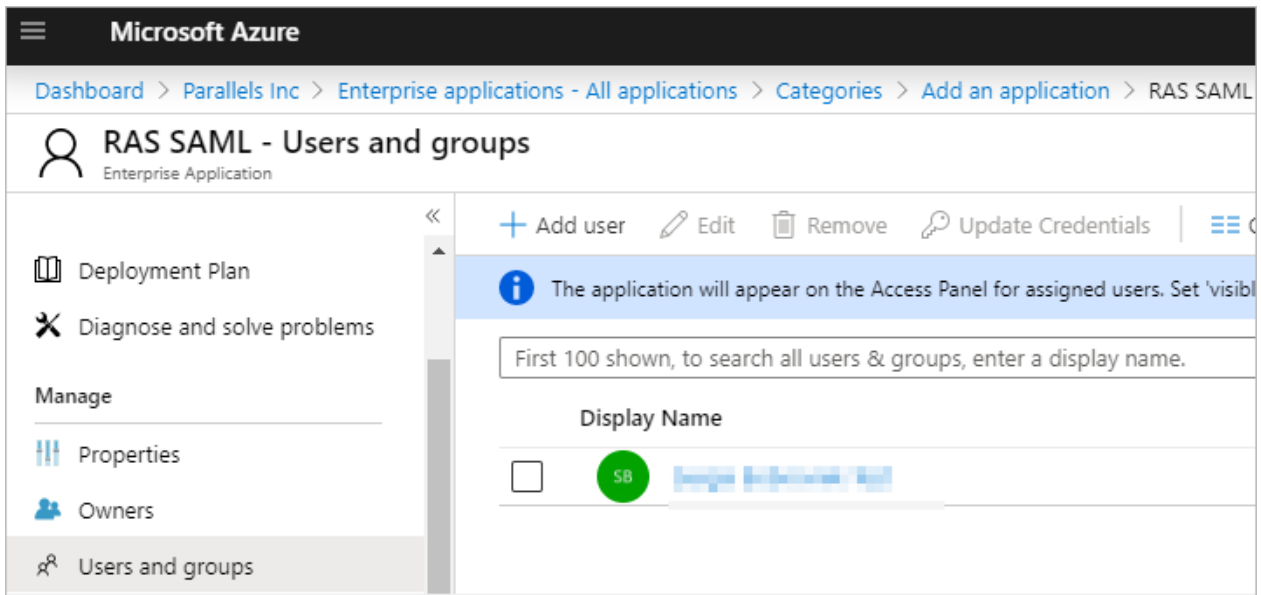 Microsoft Azure
Dashboard > Parallels Inc > Enterprise applications - All applications > Categories > Add an application > RAS SAML
RAS SAML - Users and groups
Enterprise Application
«
Add user Edit Remove Update Credentials
Deployment Plan
The application will appear on the Access Panel for assigned users. Set 'visibl
Diagnose and solve problems
First 100 shown, to search all users & groups, enter a display name.
Manage
Display Name
Properties
SB
Owners
Users and groups